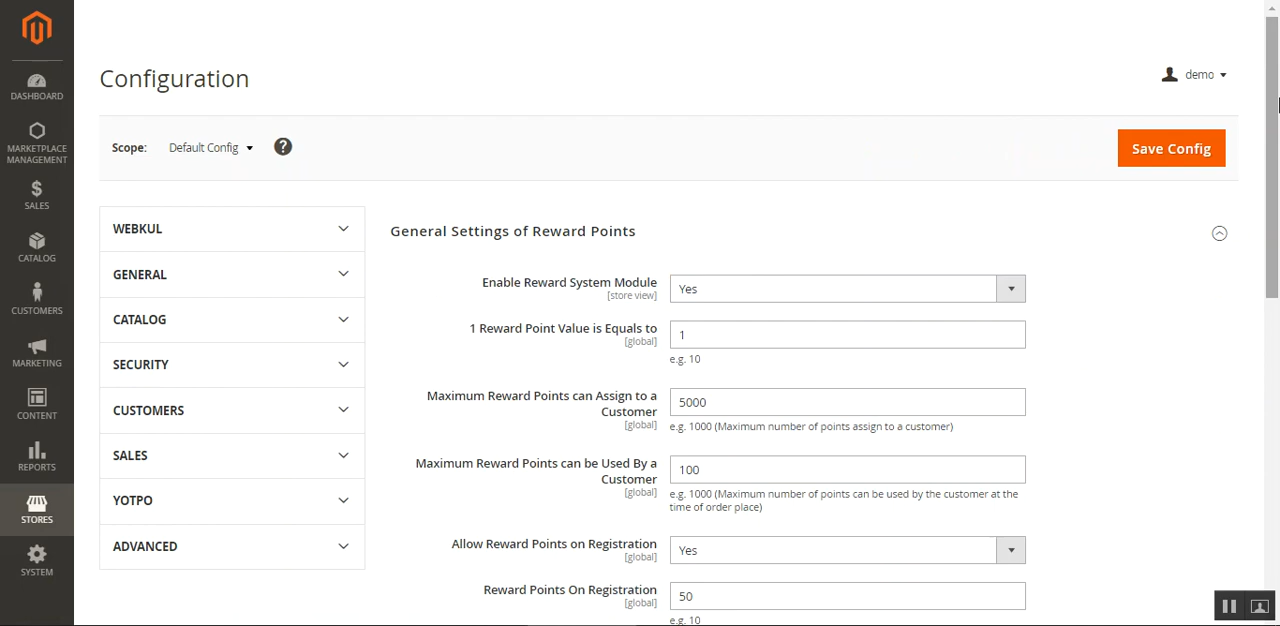 Configuration
demo
Scope:
Default Config
?
Save Config
DASHBOARD
MARKETPLACE
MANAGEMENT
SALES
CATALOG
CUSTOMERS
MARKETING
CONTENT
REPORTS
STORES
SYSTEM
WEBKUL
GENERAL
CATALOG
SECURITY
CUSTOMERS
SALES
YOTPO
ADVANCED
General Settings of Reward Points
Enable Reward System Module
[store view]
Yes
1 Reward Point Value is Equals to
[global]
1
e.g. 10
Maximum Reward Points can Assign to a
Customer
[global]
5000
e.g. 1000 (Maximum number of points assign to a customer)
Maximum Reward Points can be Used By a
Customer
[global]
100
e.g. 1000 (Maximum number of points can be used by the customer at the
time of order place)
Allow Reward Points on Registration
[global]
Yes
Reward Points On Registration
[global]
50
e.g. 10